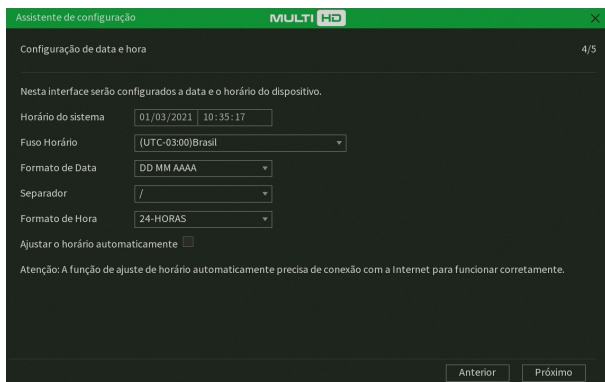 Assistente de configuração MULTI HD
Configuração de data e hora 4/5
Nesta interface serão configurados a data e o horário do dispositivo.
Horário do sistema 01/03/2021 10:35:17
Fuso Horário (UTC-03:00)Brasil
Formato de Data DD MM AAAA
Separador /
Formato de Hora 24-HORAS
Ajustar o horário automaticamente
Atenção: A função de ajuste de horário automaticamente precisa de conexão com a Internet para funcionar corretamente.
Anterior Próximo